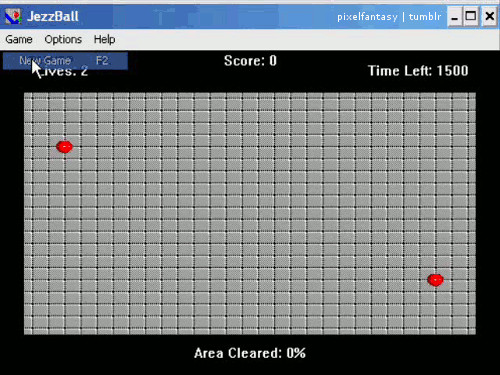 JezzBall
pixelfantasy | tumblr
Game Options Help
New Game F2
Score: 0
Lives: 2
Time Left: 1500
Area Cleared: 0%